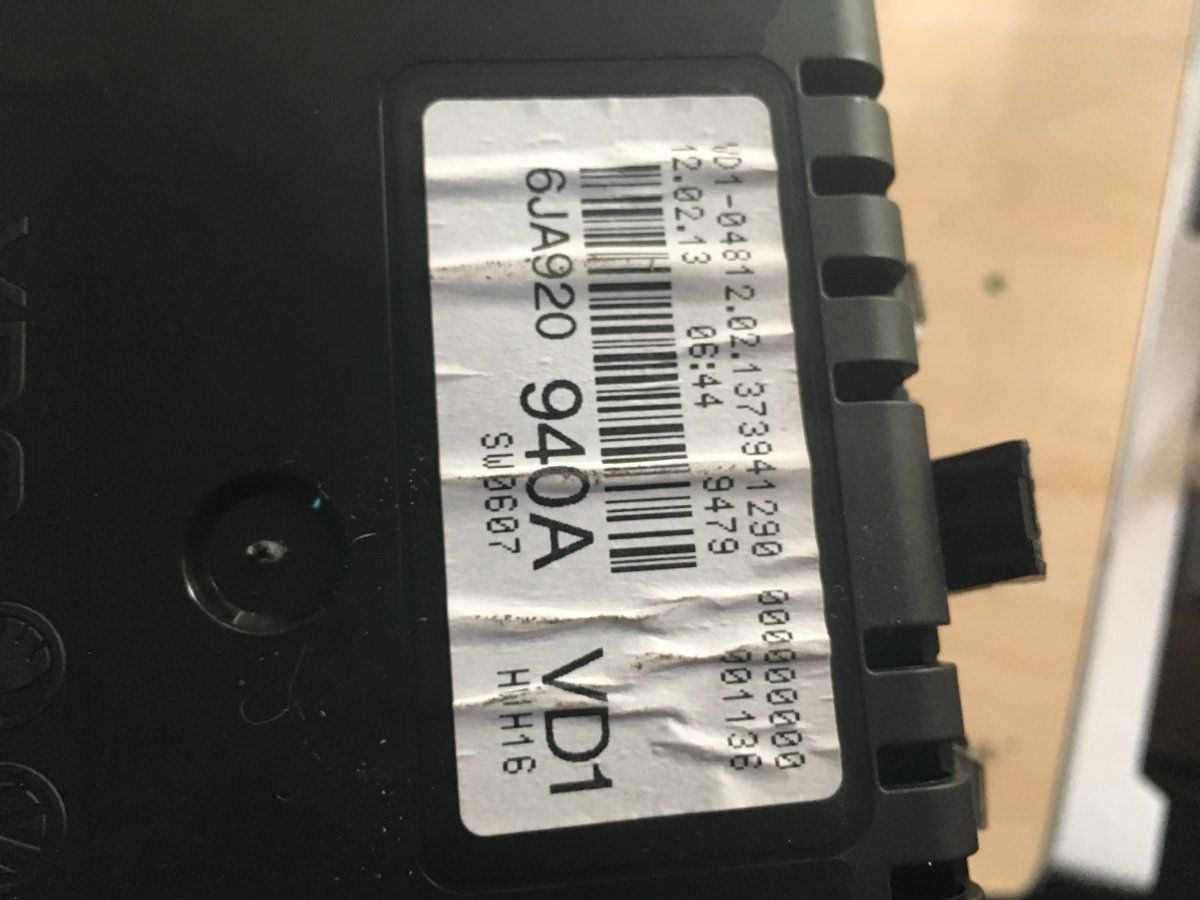 VD1-04812.02.1373941290 000000000
12.02.13 06:44 9479 001136
6JA920 940A VD1
SW0607 HWH16